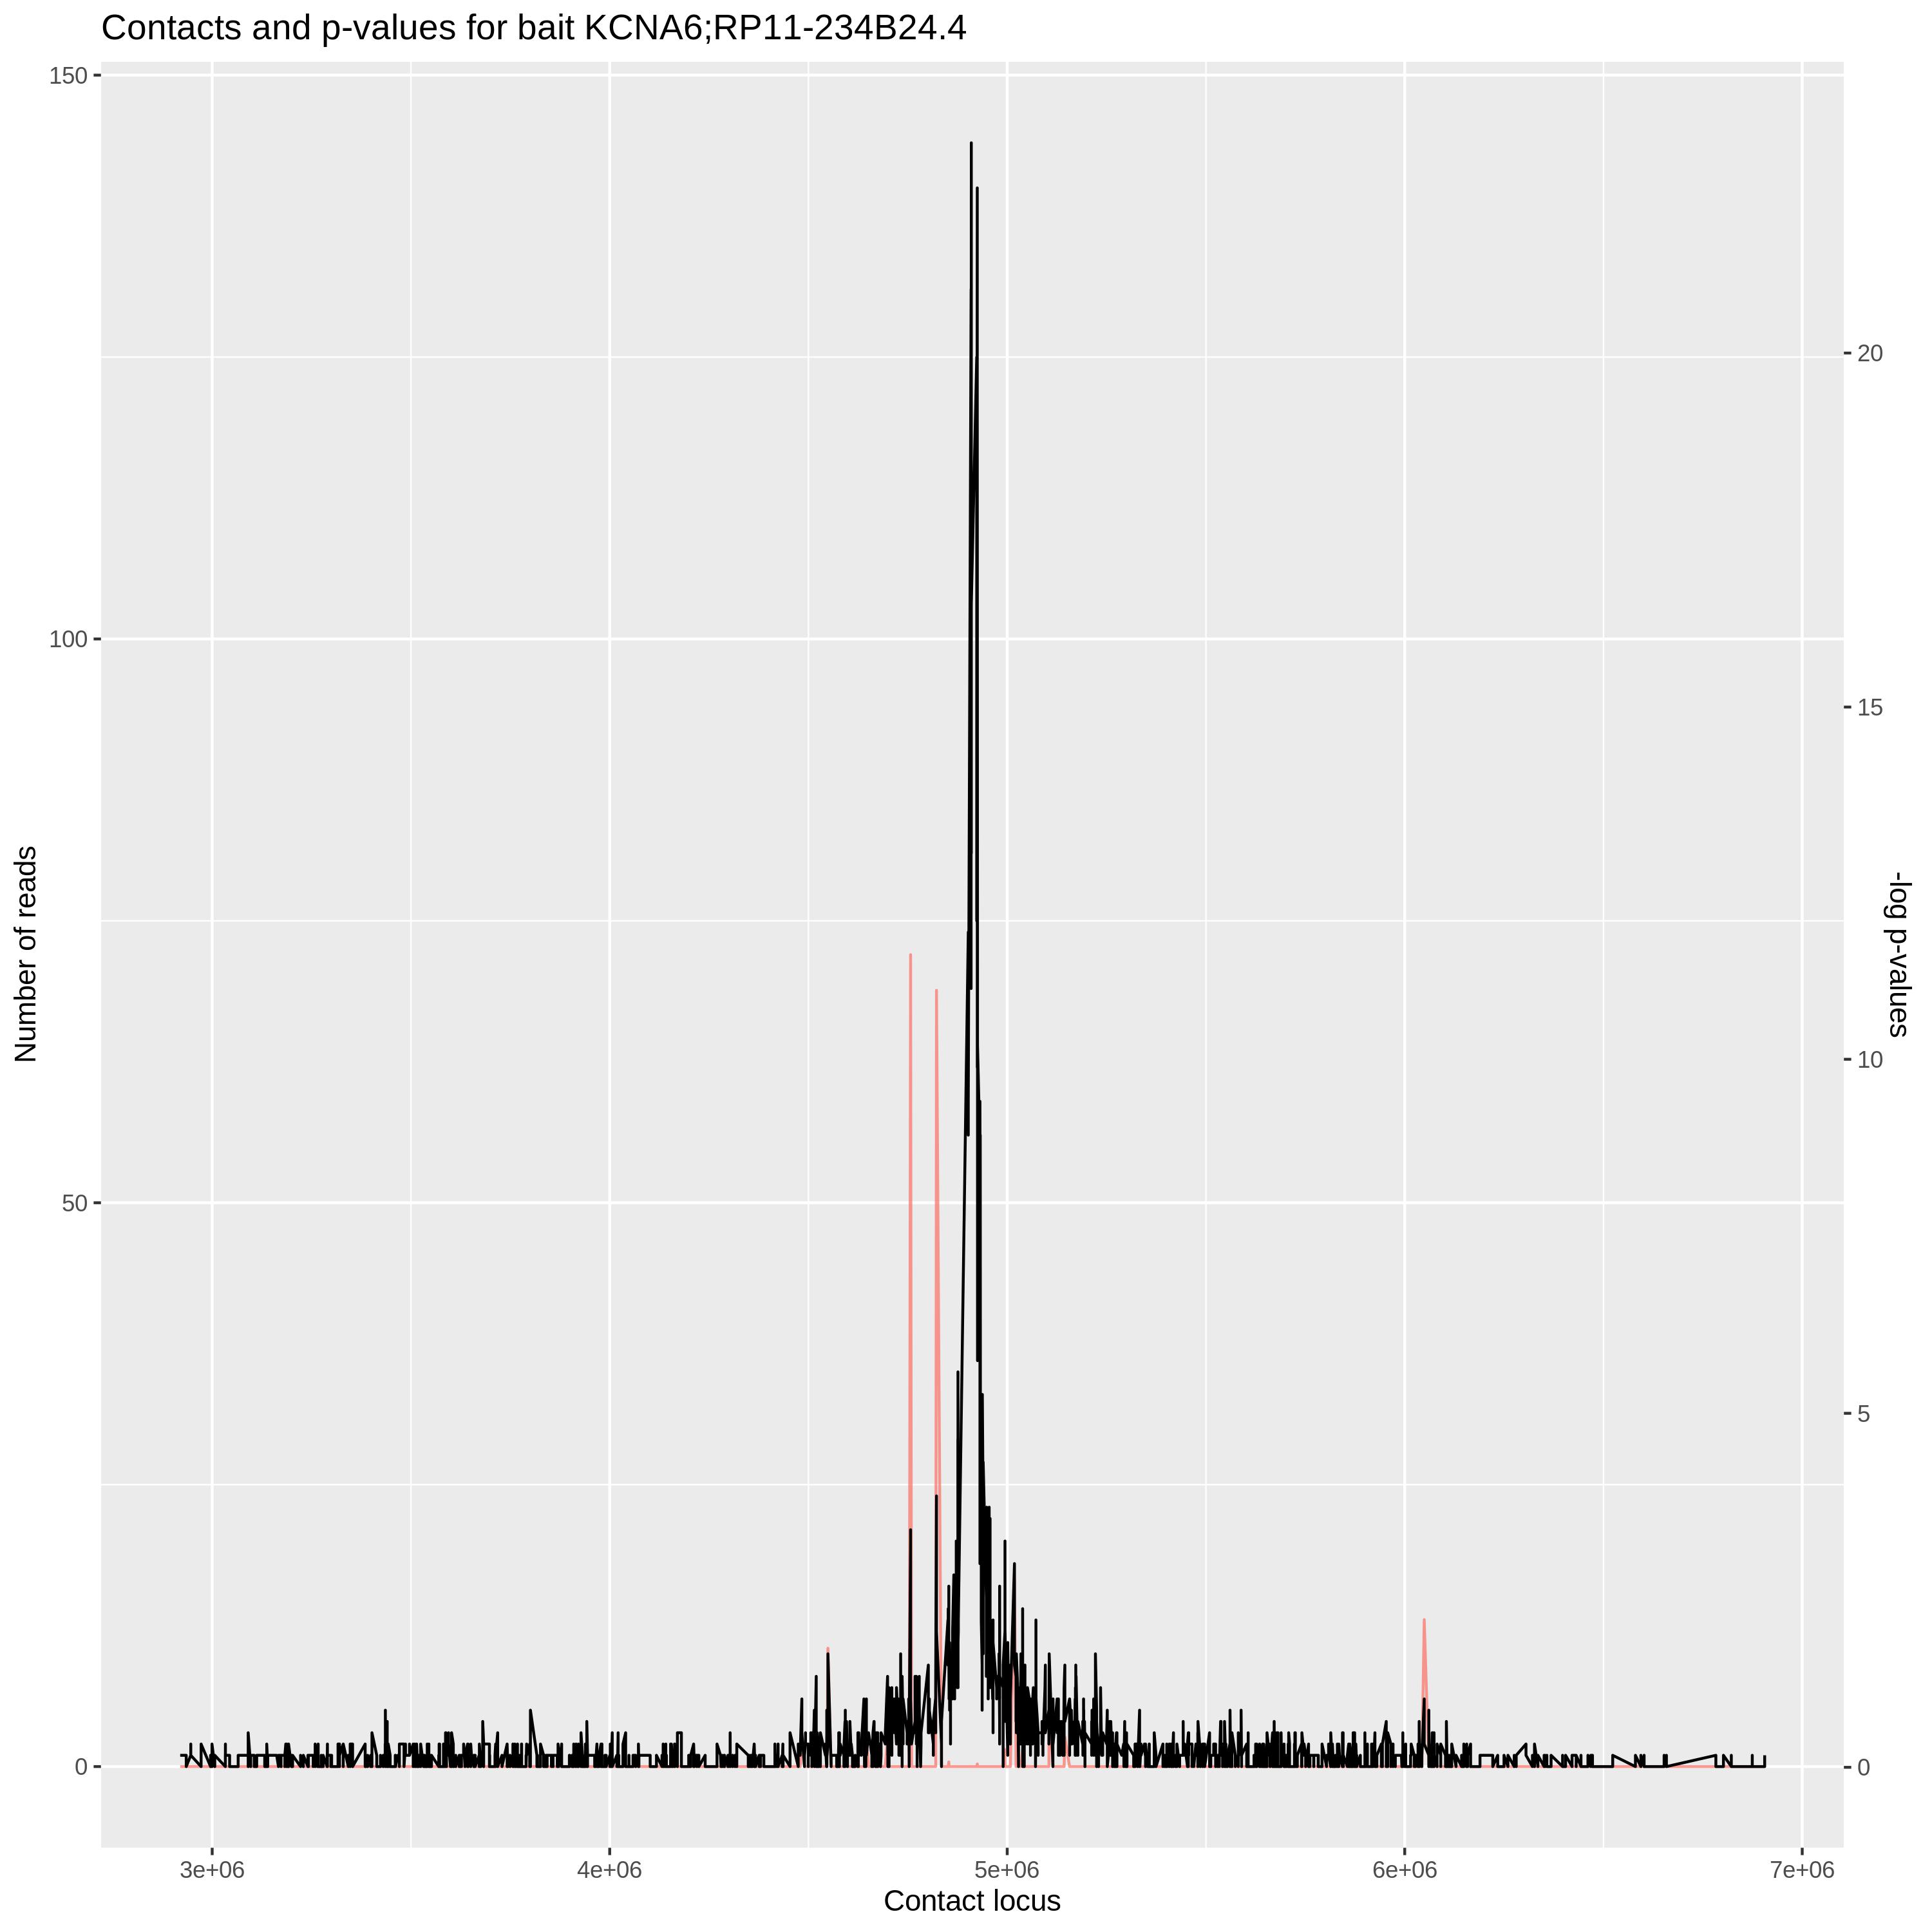 Contacts and p-values for bait KCNA6;RP11-234B24.4
150
100
50
0
Number of reads
20
15
10
5
0
-log p-values
3e+06
4e+06
5e+06
6e+06
7e+06
Contact locus